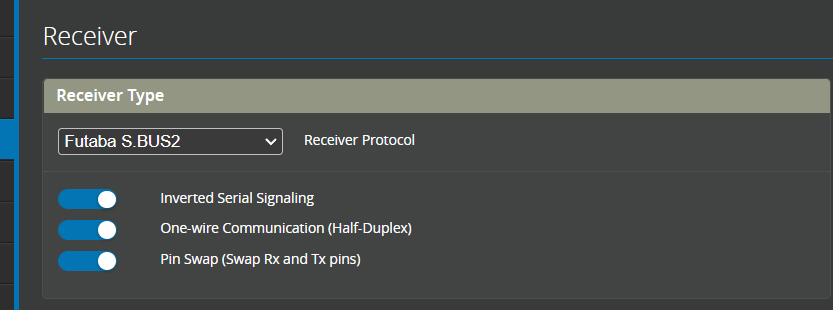 Receiver
Receiver Type
Futaba S.BUS2 Receiver Protocol
Inverted Serial Signaling
One-wire Communication (Half-Duplex)
Pin Swap (Swap Rx and Tx pins)